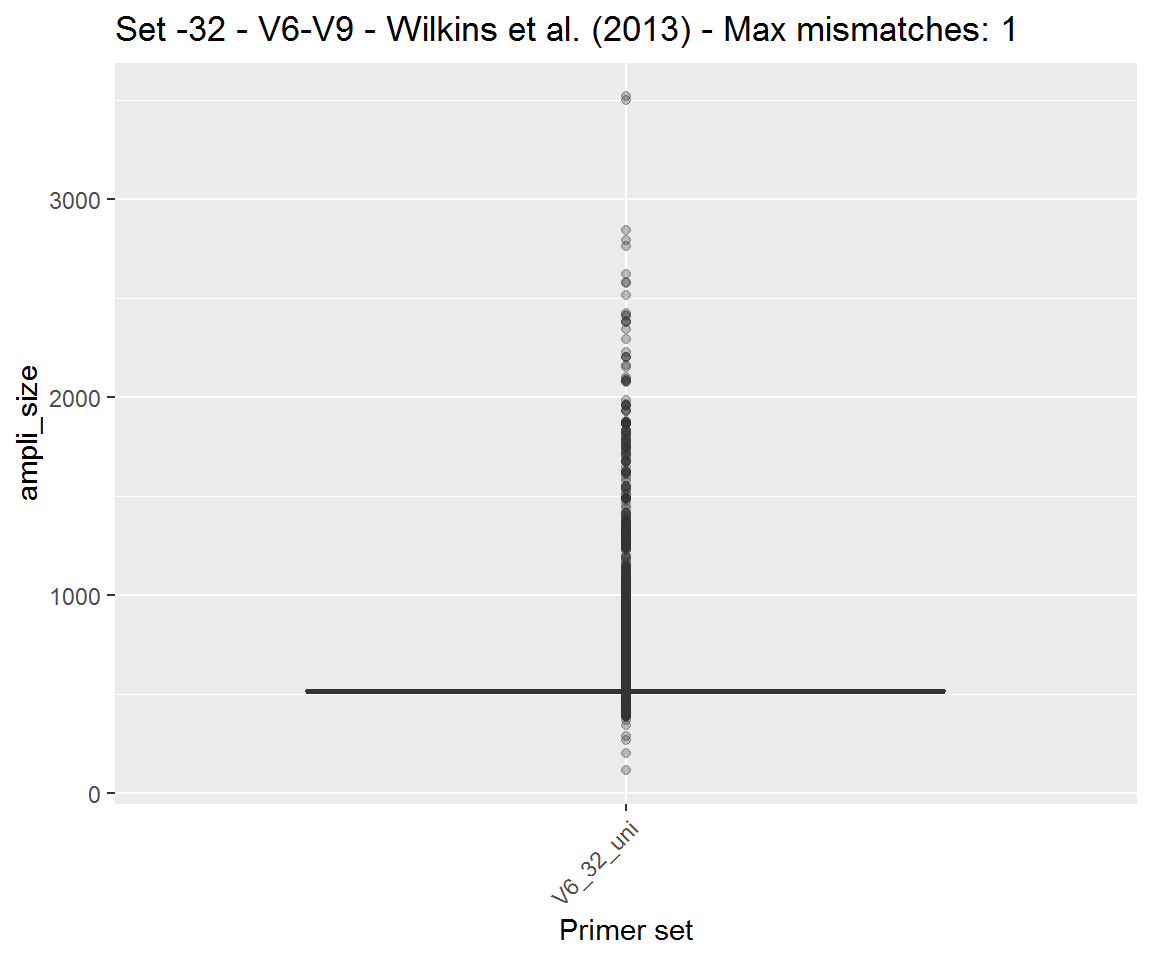 Set -32 - V6-V9 - Wilkins et al. (2013) - Max mismatches: 1
ampli_size
3000
2000
1000
0
V6_32_uni
Primer set